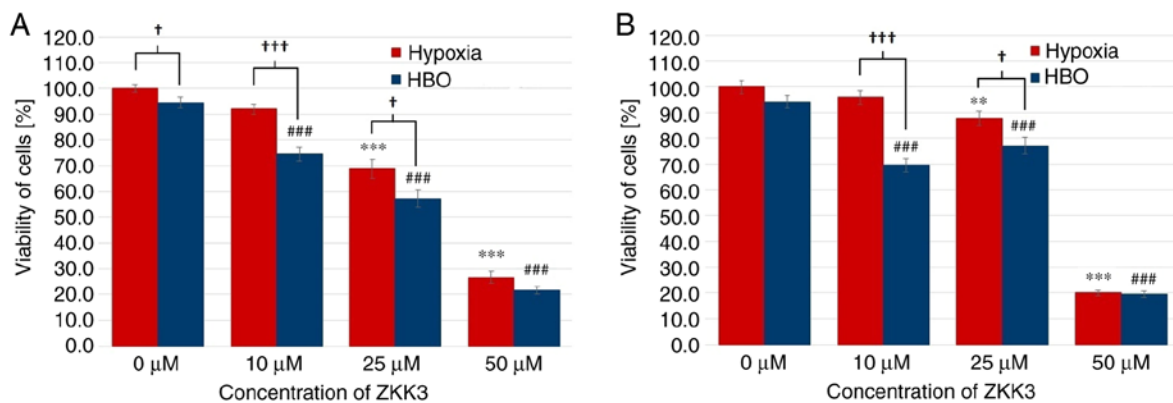 A
120.0
110.0
100.0
90.0
80.0
70.0
60.0
50.0
40.0
30.0
20.0
10.0
0.0
Viability of cells [%]
†
†††
†
Hypoxia
HBO
###
***
###
***
###
0 µM
10 µM
25 µM
50 µM
Concentration of ZKK3
B
120.0
110.0
100.0
90.0
80.0
70.0
60.0
50.0
40.0
30.0
20.0
10.0
0.0
Viability of cells [%]
†††
†
Hypoxia
HBO
###
**
###
***
###
0 µM
10 µM
25 µM
50 µM
Concentration of ZKK3